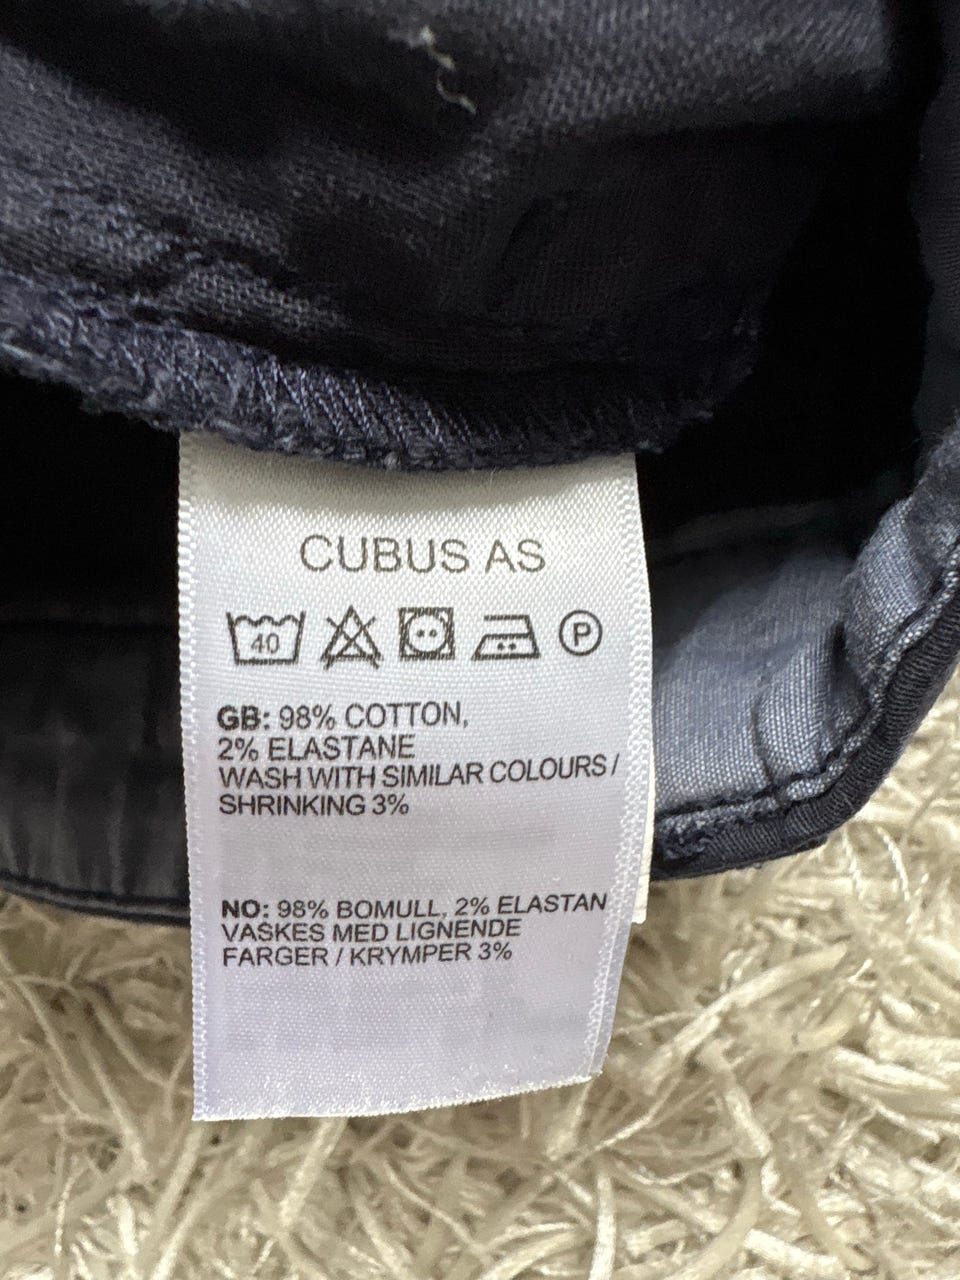 CUBUS AS
40
P
GB: 98% COTTON,
2% ELASTANE
WASH WITH SIMILAR COLOURS /
SHRINKING 3%
NO: 98% BOMULL, 2% ELASTAN
VASKES MED LIGNENDE
FARGER / KRYMPER 3%